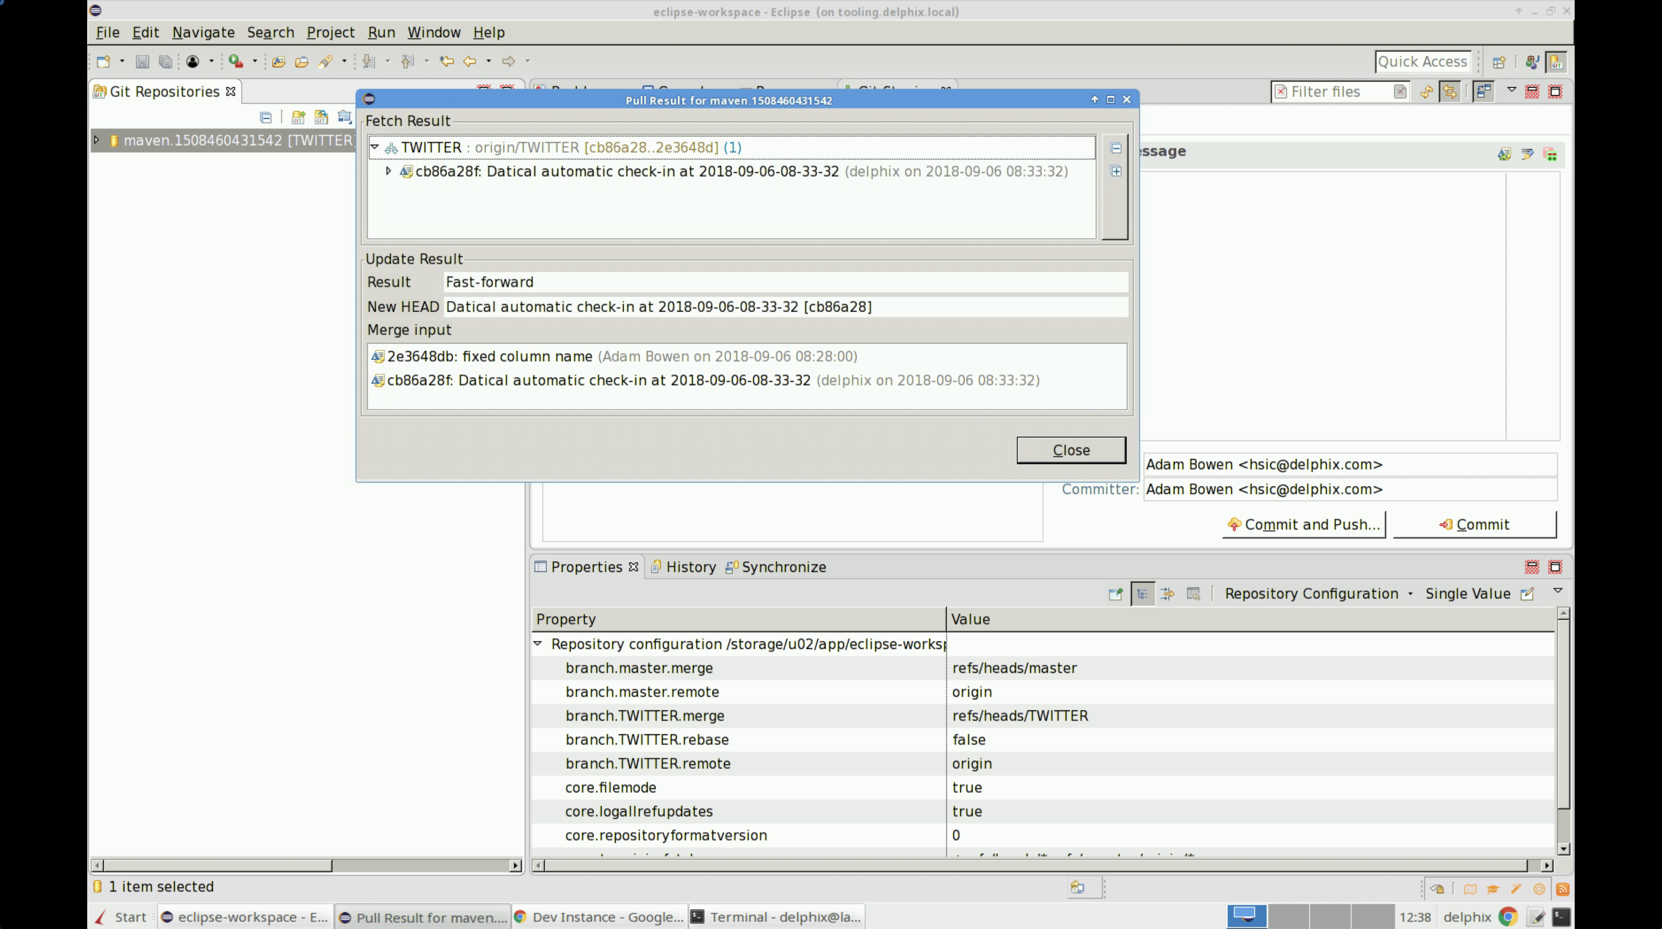 eclipse-workspace - Eclipse (on tooling.delphix.local)
File Edit Navigate Search Project Run Window Help
Quick Access
Git Repositories
Filter files
Pull Result for maven.1508460431542
Fetch Result
maven.1508460431542 [TWITTER
TWITTER : origin/TWITTER [cb86a28..2e3648d] (1)
cb86a28f: Datical automatic check-in at 2018-09-06-08-33-32 (delphix on 2018-09-06 08:33:32)
ssage
Update Result
Result Fast-forward
New HEAD Datical automatic check-in at 2018-09-06-08-33-32 [cb86a28]
Merge input
2e3648db: fixed column name (Adam Bowen on 2018-09-06 08:28:00)
cb86a28f: Datical automatic check-in at 2018-09-06-08-33-32 (delphix on 2018-09-06 08:33:32)
Close
Adam Bowen <hsic@delphix.com>
Committer: Adam Bowen <hsic@delphix.com>
Commit and Push... Commit
Properties History Synchronize
Repository Configuration Single Value
Property Value
Repository configuration /storage/u02/app/eclipse-worksp
branch.master.merge refs/heads/master
branch.master.remote origin
branch.TWITTER.merge refs/heads/TWITTER
branch.TWITTER.rebase false
branch.TWITTER.remote origin
core.filemode true
core.logallrefupdates true
core.repositoryformatversion 0
1 item selected
Start eclipse-workspace - E... Pull Result for maven.... Dev Instance - Google... Terminal - delphix@la... 12:38 delphix